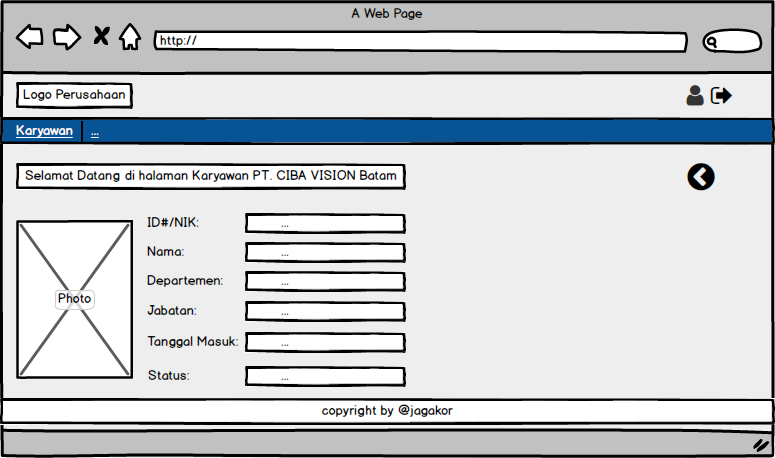 A Web Page
http://
Logo Perusahaan
Karyawan ...
Selamat Datang di halaman Karyawan PT. CIBA VISION Batam
Photo
ID#/NIK: ...
Nama: ...
Departemen: ...
Jabatan: ...
Tanggal Masuk: ...
Status: ...
copyright by @jagakor